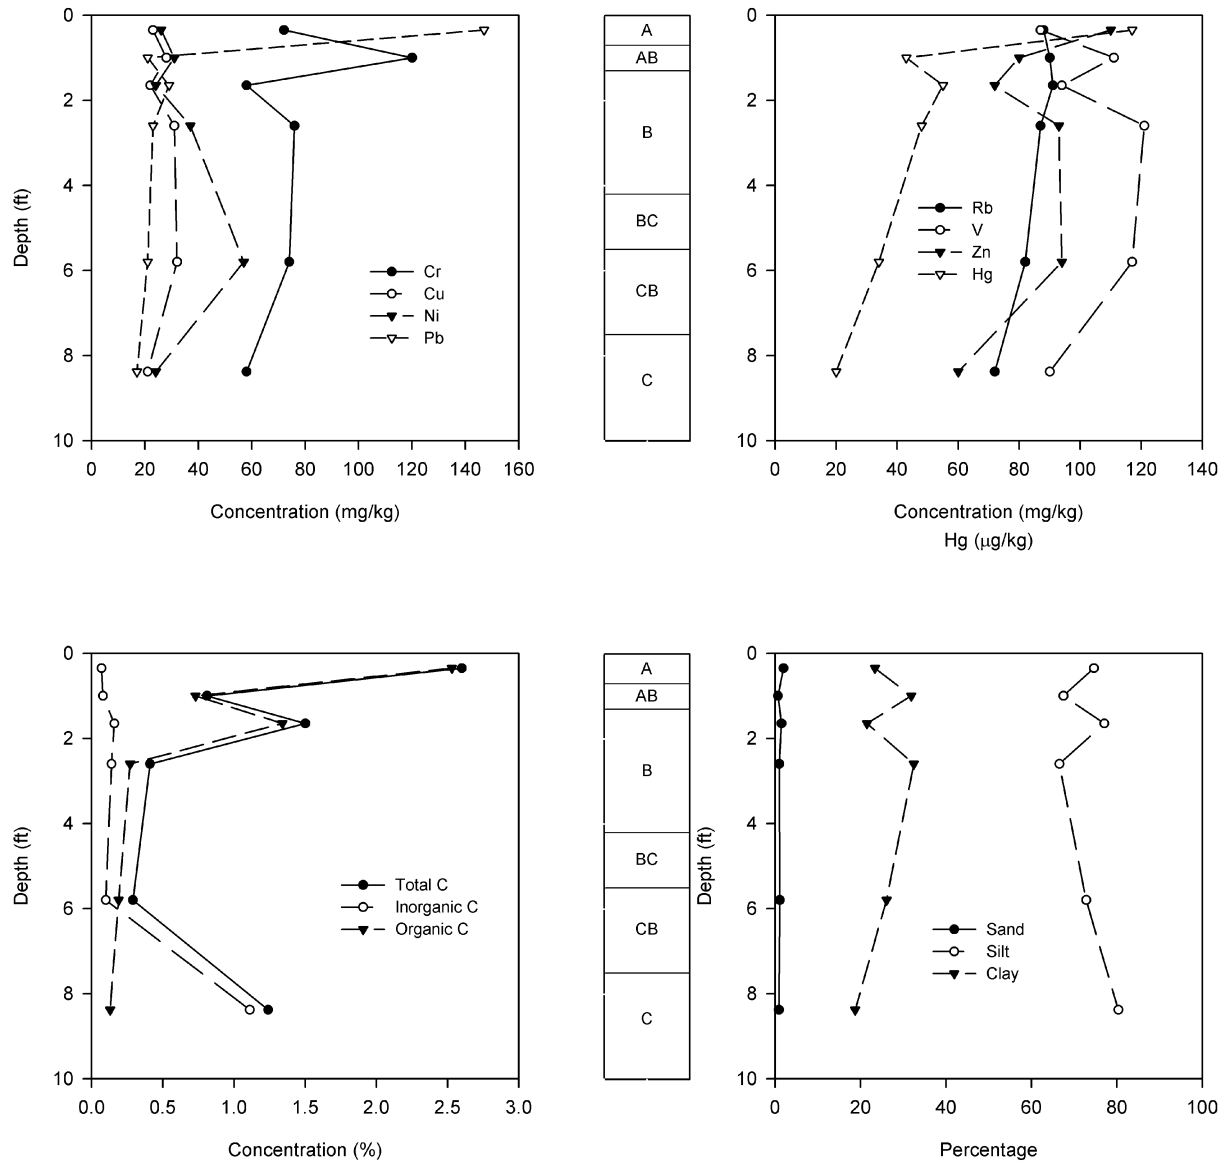 0
2
4
6
8
10
Depth (ft)
0 20 40 60 80 100 120 140 160
Concentration (mg/kg)
Cr
Cu
Ni
Pb
A
AB
B
BC
CB
C
0
2
4
6
8
10
0 20 40 60 80 100 120 140
Concentration (mg/kg)
Hg (μg/kg)
Rb
V
Zn
Hg
0
2
4
6
8
10
Depth (ft)
0.0 0.5 1.0 1.5 2.0 2.5 3.0
Concentration (%)
Total C
Inorganic C
Organic C
A
AB
B
BC
CB
C
0
2
4
6
8
10
Depth (ft)
0 20 40 60 80 100
Percentage
Sand
Silt
Clay